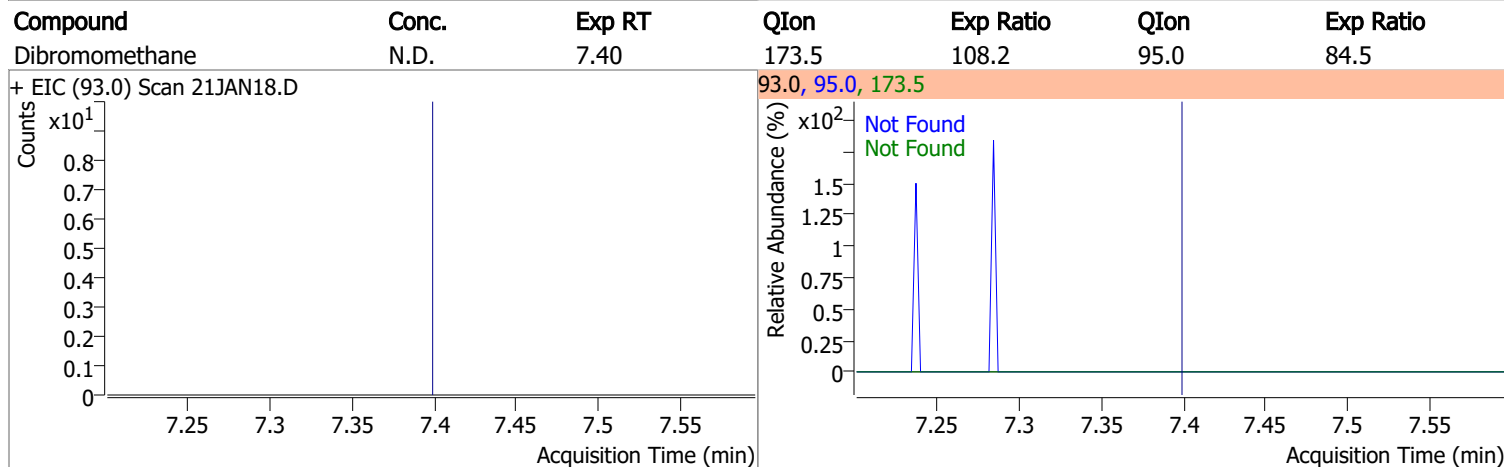 Compound Conc. Exp RT QIon Exp Ratio QIon Exp Ratio
Dibromomethane N.D. 7.40 173.5 108.2 95.0 84.5
+ EIC (93.0) Scan 21JAN18.D
Counts
x10¹
0.8
0.7
0.6
0.5
0.4
0.3
0.2
0.1
0
7.25 7.3 7.35 7.4 7.45 7.5 7.55
Acquisition Time (min)
93.0, 95.0, 173.5
Relative Abundance (%)
x10²
Not Found
Not Found
1.5
1.25
1
0.75
0.5
0.25
0
7.25 7.3 7.35 7.4 7.45 7.5 7.55
Acquisition Time (min)